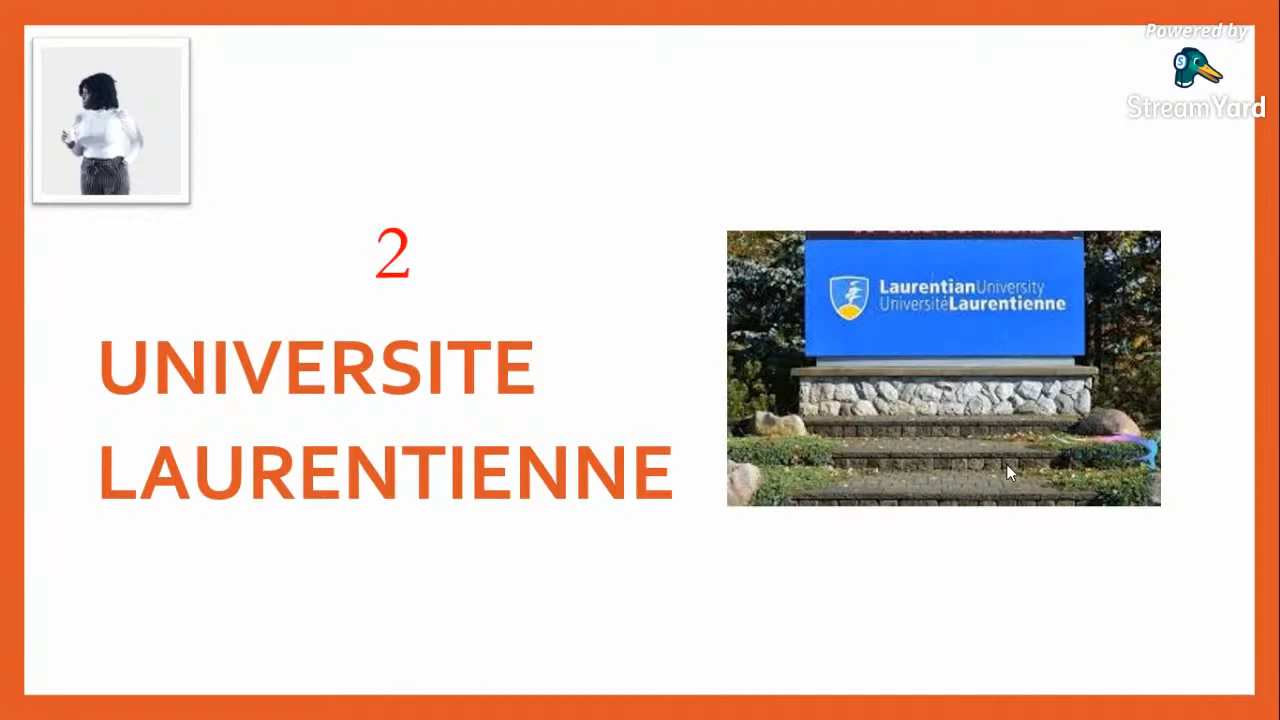 Powered by
S
StreamYard
2
UNIVERSITE
LAURENTIENNE
LaurentianUniversity
UniversitéLaurentienne